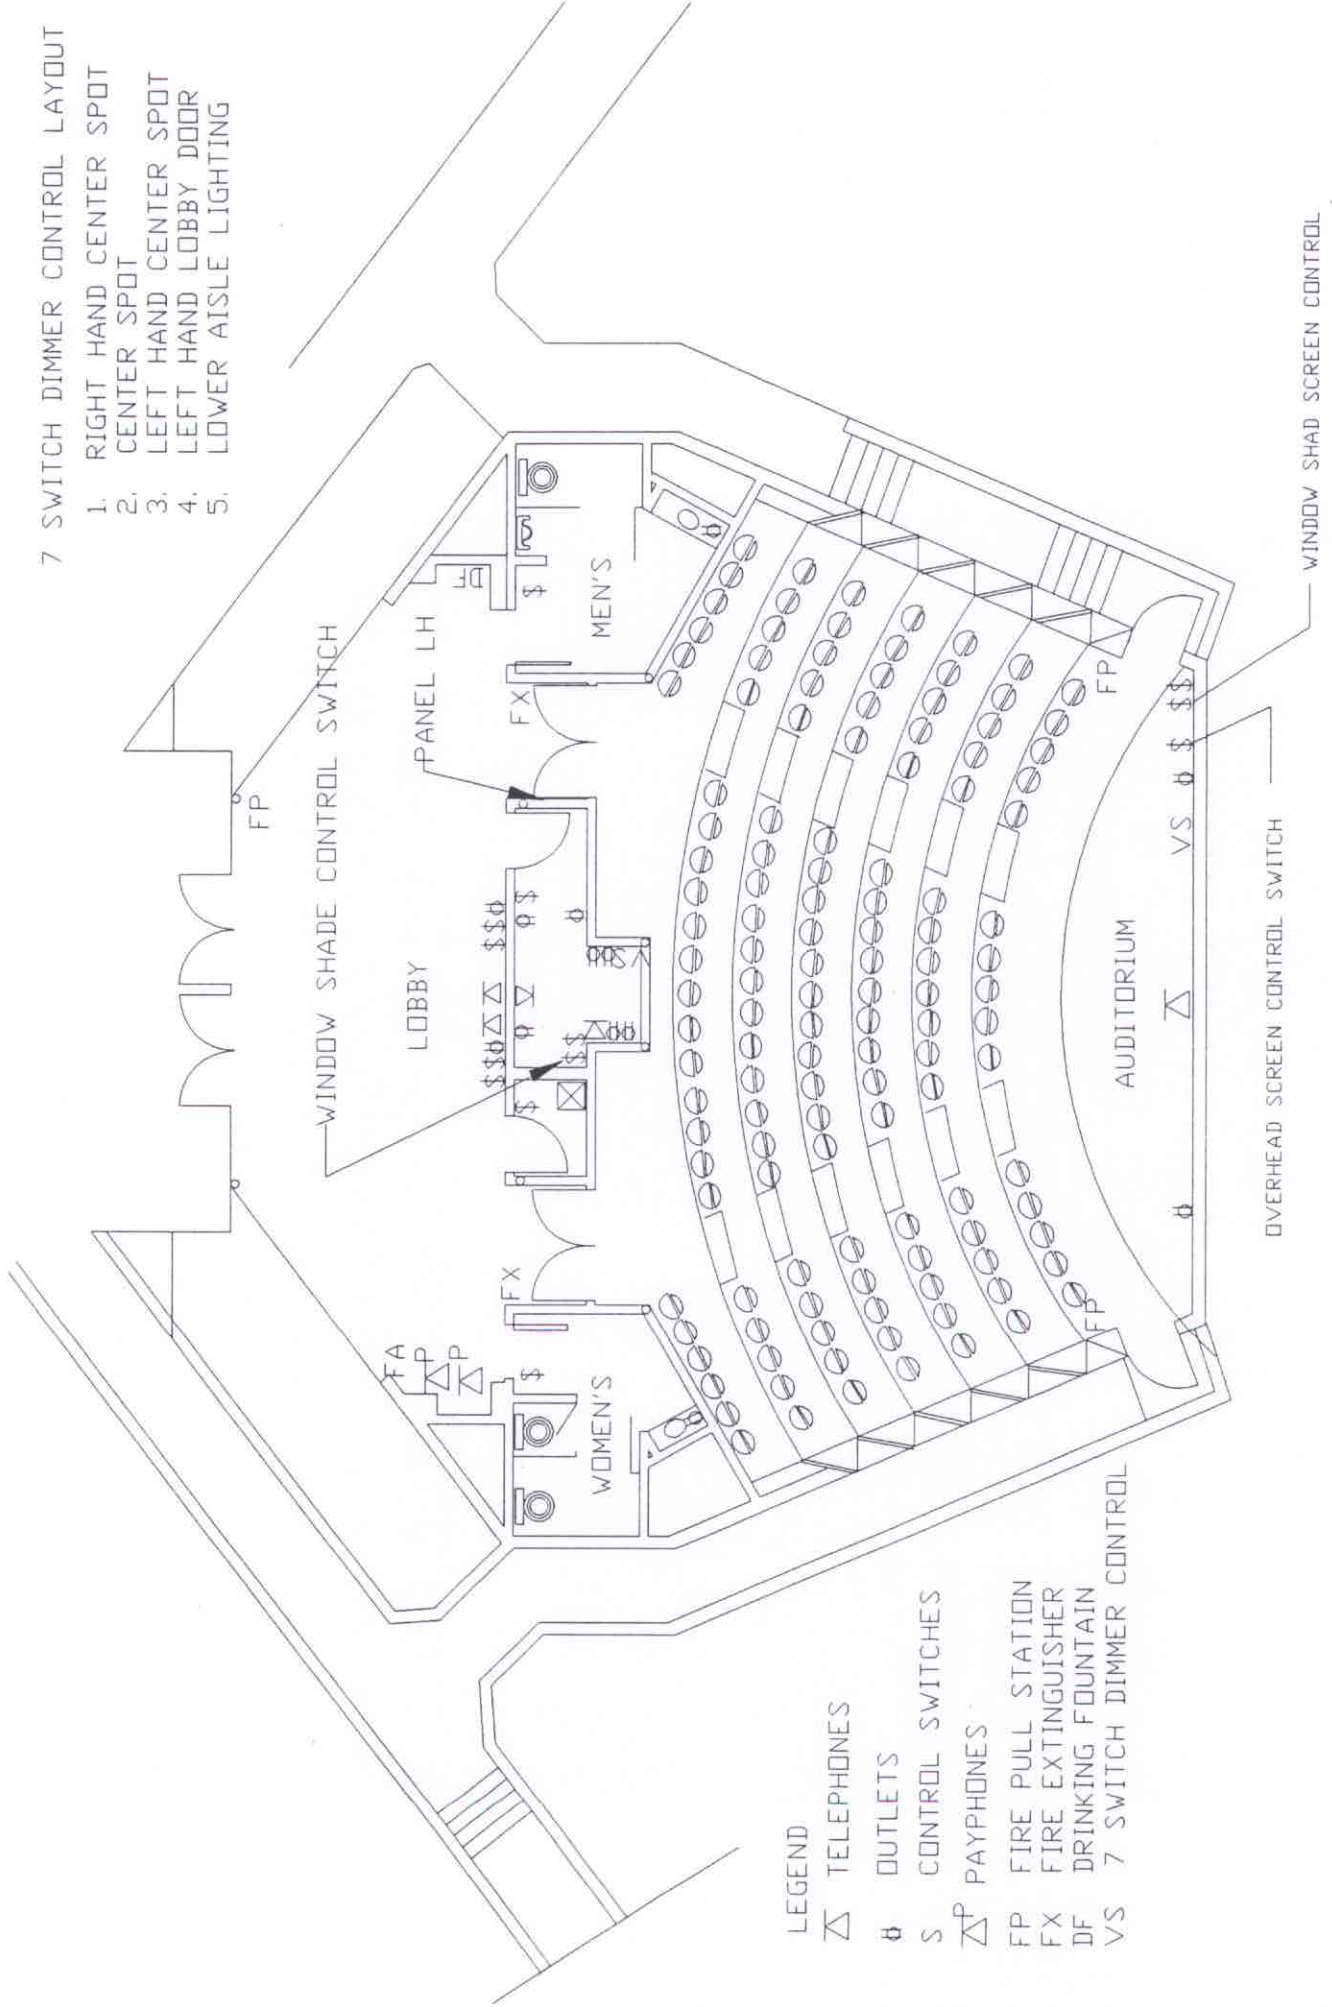 7 SWITCH DIMMER CONTROL LAYOUT
1. RIGHT HAND CENTER SPOT
2. CENTER SPOT
3. LEFT HAND CENTER SPOT
4. LEFT HAND LOBBY DOOR
5. LOWER AISLE LIGHTING
FP
WINDOW SHADE CONTROL SWITCH
PANEL LH
LOBBY
DF
FA
P
P
FX
FX
$
$
MEN'S
WOMEN'S
$$
$$
$
$
$$
FP
FP
VS
$
$$
AUDITORIUM
OVERHEAD SCREEN CONTROL SWITCH
WINDOW SHAD SCREEN CONTROL
LEGEND
TELEPHONES
OUTLETS
S CONTROL SWITCHES
P PAYPHONES
FP FIRE PULL STATION
FX FIRE EXTINGUISHER
DF DRINKING FOUNTAIN
VS 7 SWITCH DIMMER CONTROL